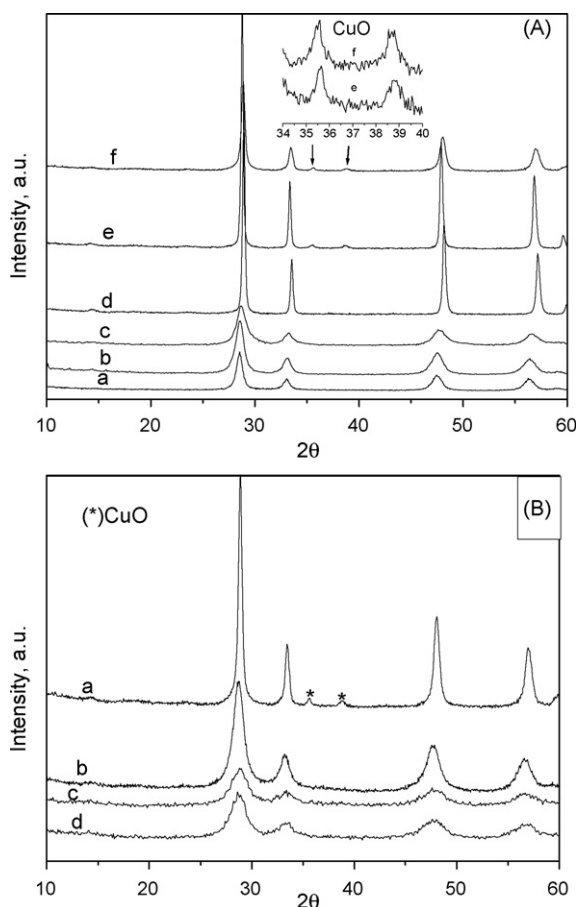 (A)
CuO
f
e
34 35 36 37 38 39 40
f
e
d
c
b
a
Intensity, a.u.
10 20 30 40 50 60
2θ
(B)
(*)CuO
a
* *
b
c
d
Intensity, a.u.
10 20 30 40 50 60
2θ